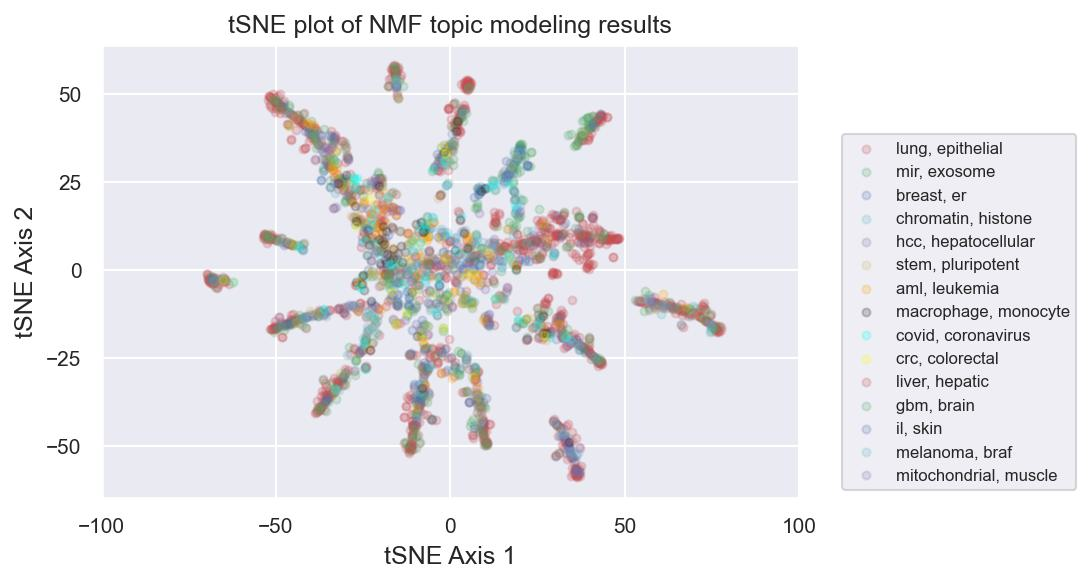 tSNE plot of NMF topic modeling results
50
25
0
−25
−50
−100
−50
0
50
100
tSNE Axis 1
tSNE Axis 2
lung, epithelial
mir, exosome
breast, er
chromatin, histone
hcc, hepatocellular
stem, pluripotent
aml, leukemia
macrophage, monocyte
covid, coronavirus
crc, colorectal
liver, hepatic
gbm, brain
il, skin
melanoma, braf
mitochondrial, muscle